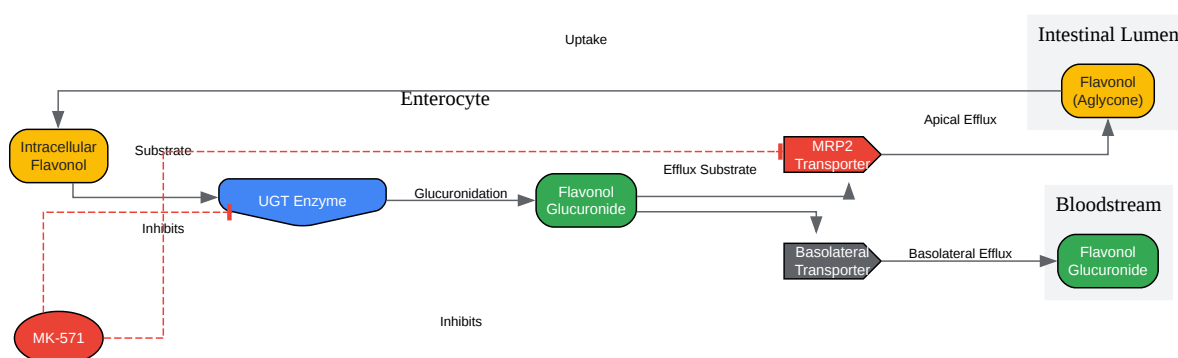 Uptake
Intestinal Lumen
Flavonol
(Aglycone)
Enterocyte
Apical Efflux
Intracellular
Flavonol
Substrate
MRP2
Transporter
Efflux Substrate
UGT Enzyme
Glucuronidation
Flavonol
Glucuronide
Bloodstream
Inhibits
Basolateral
Transporter
Basolateral Efflux
Flavonol
Glucuronide
Inhibits
MK-571